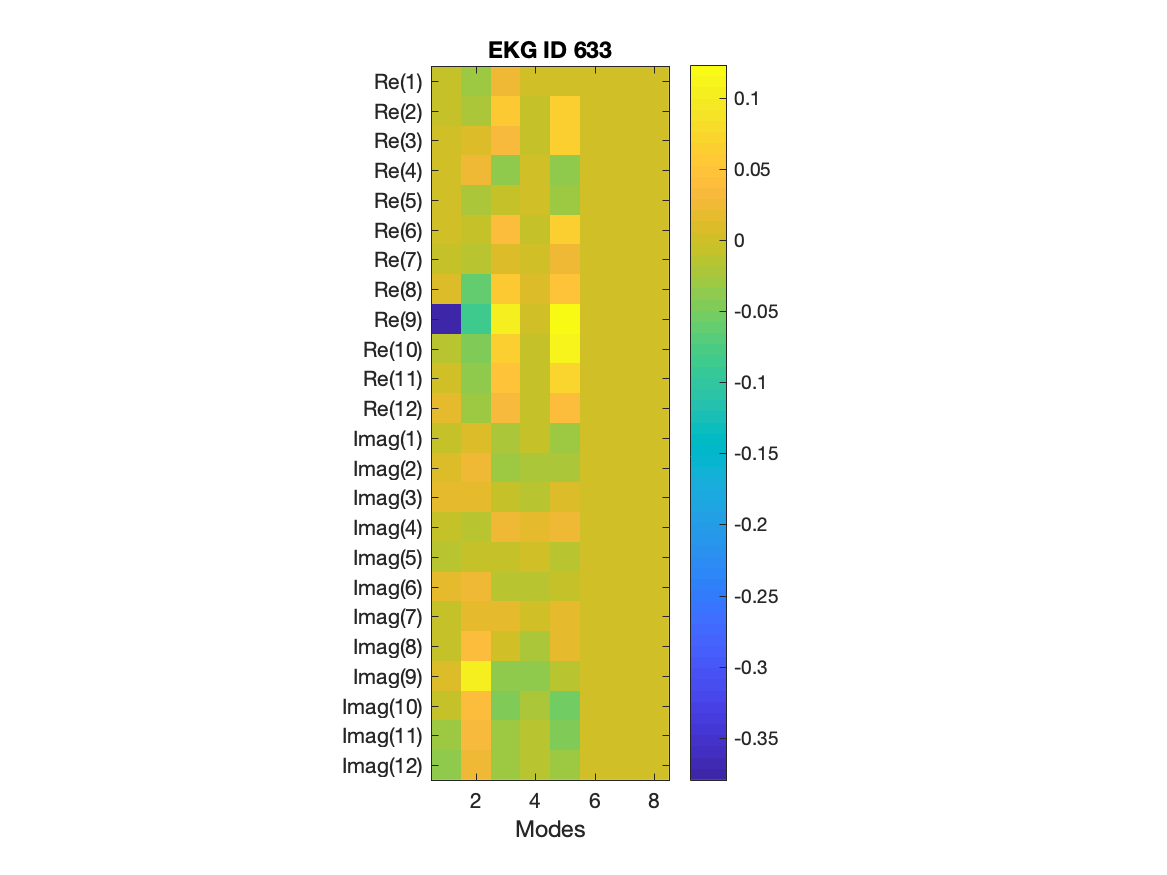 EKG ID 633
Re(1)
Re(2)
Re(3)
Re(4)
Re(5)
Re(6)
Re(7)
Re(8)
Re(9)
Re(10)
Re(11)
Re(12)
Imag(1)
Imag(2)
Imag(3)
Imag(4)
Imag(5)
Imag(6)
Imag(7)
Imag(8)
Imag(9)
Imag(10)
Imag(11)
Imag(12)
2 4 6 8
Modes
0.1
0.05
0
-0.05
-0.1
-0.15
-0.2
-0.25
-0.3
-0.35